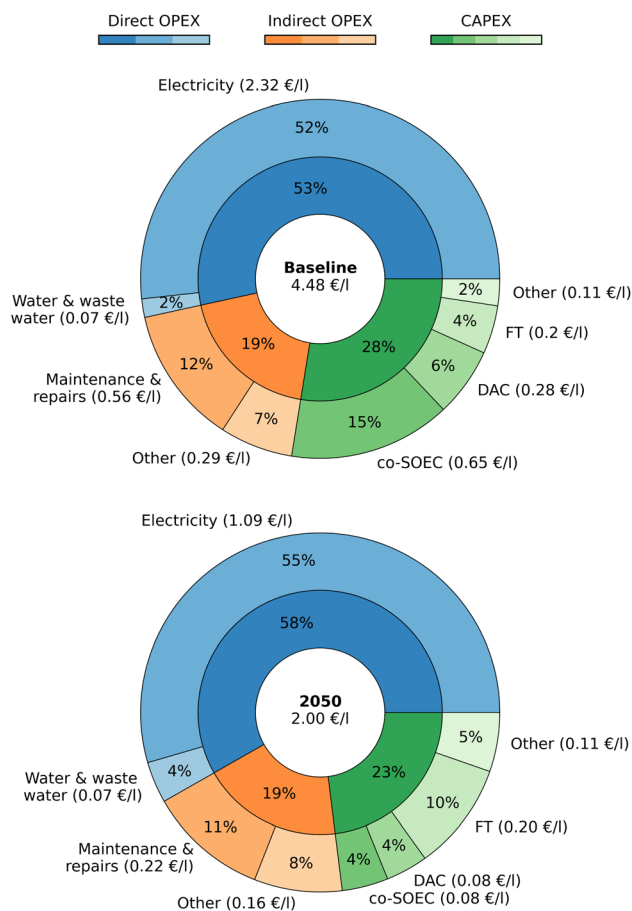 Direct OPEX
Indirect OPEX
CAPEX
Electricity (2.32 €/l)
52%
53%
Baseline
4.48 €/l
2%
Water & waste
water (0.07 €/l)
2%
Other (0.11 €/l)
4%
FT (0.2 €/l)
19%
28%
12%
6%
Maintenance &
repairs (0.56 €/l)
DAC (0.28 €/l)
7%
15%
Other (0.29 €/l)
co-SOEC (0.65 €/l)
Electricity (1.09 €/l)
55%
58%
2050
2.00 €/l
5%
Other (0.11 €/l)
4%
Water & waste
water (0.07 €/l)
19%
23%
10%
11%
FT (0.20 €/l)
Maintenance &
repairs (0.22 €/l)
8%
4%
4%
DAC (0.08 €/l)
co-SOEC (0.08 €/l)
Other (0.16 €/l)